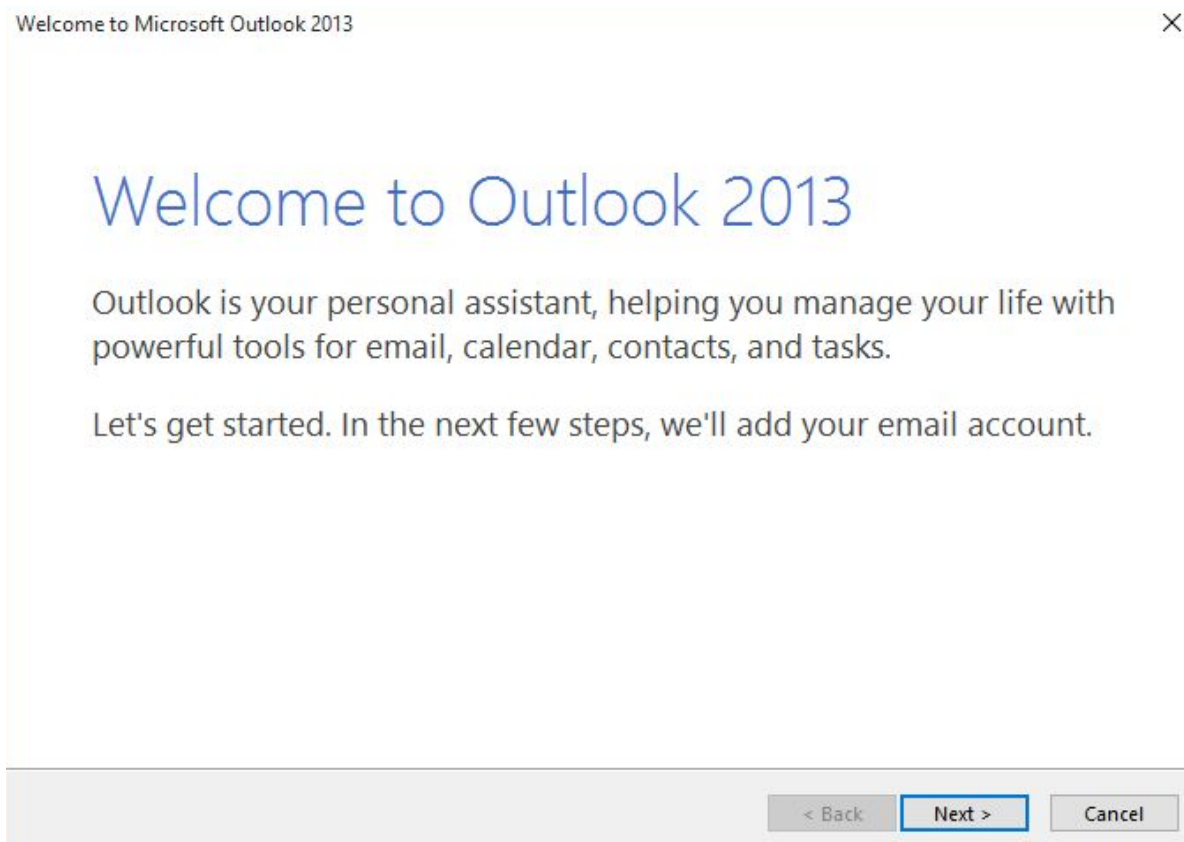 Welcome to Microsoft Outlook 2013
Welcome to Outlook 2013
Outlook is your personal assistant, helping you manage your life with
powerful tools for email, calendar, contacts, and tasks.
Let's get started. In the next few steps, we'll add your email account.
< Back Next > Cancel